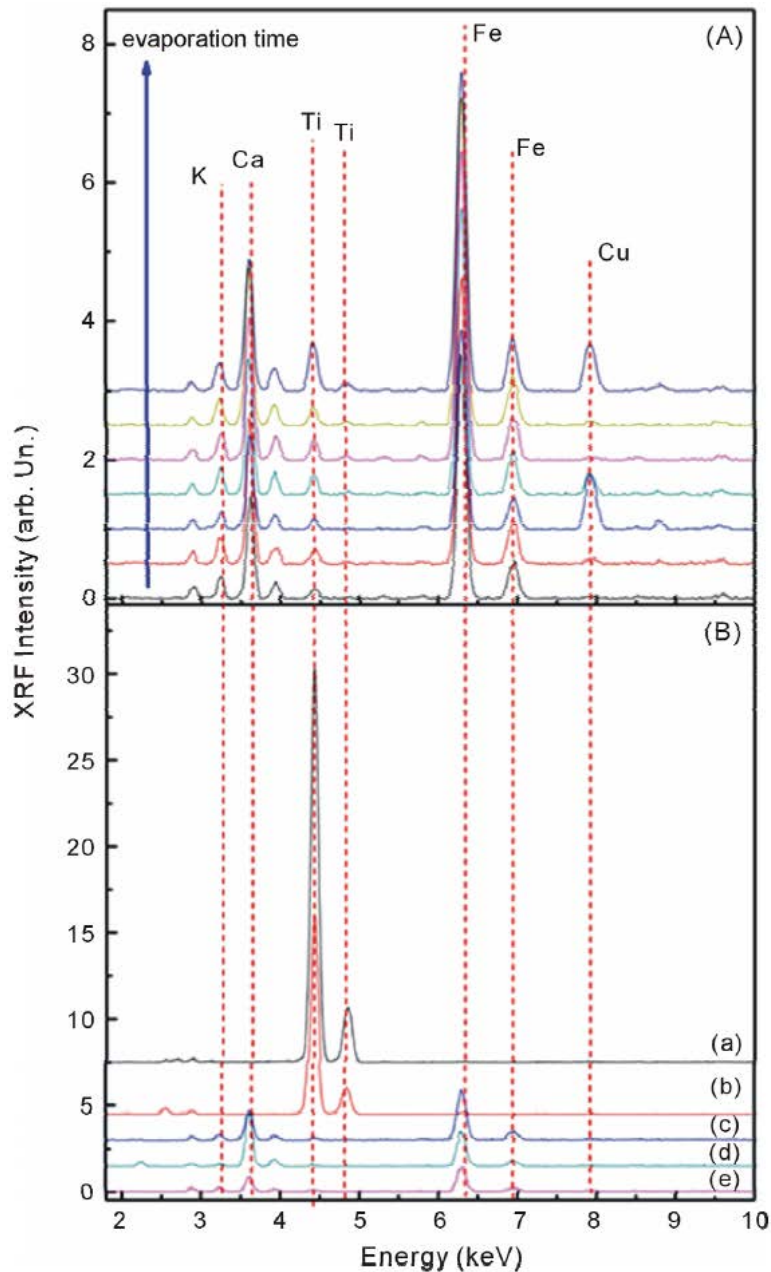 evaporation time
(A)
Fe
K
Ca
Ti
Ti
Fe
Cu
8
6
4
2
0
(B)
30
25
20
15
10
5
0
(a)
(b)
(c)
(d)
(e)
2 3 4 5 6 7 8 9 10
Energy (keV)
XRF Intensity (arb. Un.)